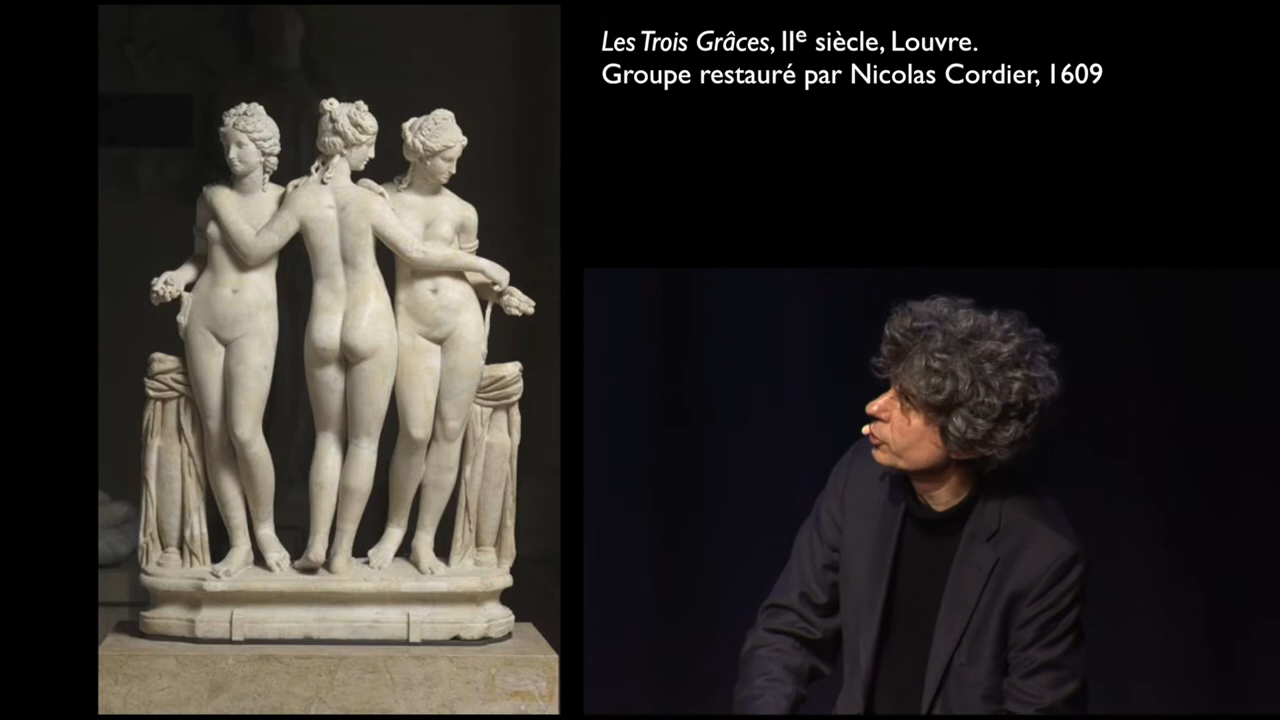 Les Trois Grâces, IIe siècle, Louvre.
Groupe restauré par Nicolas Cordier, 1609